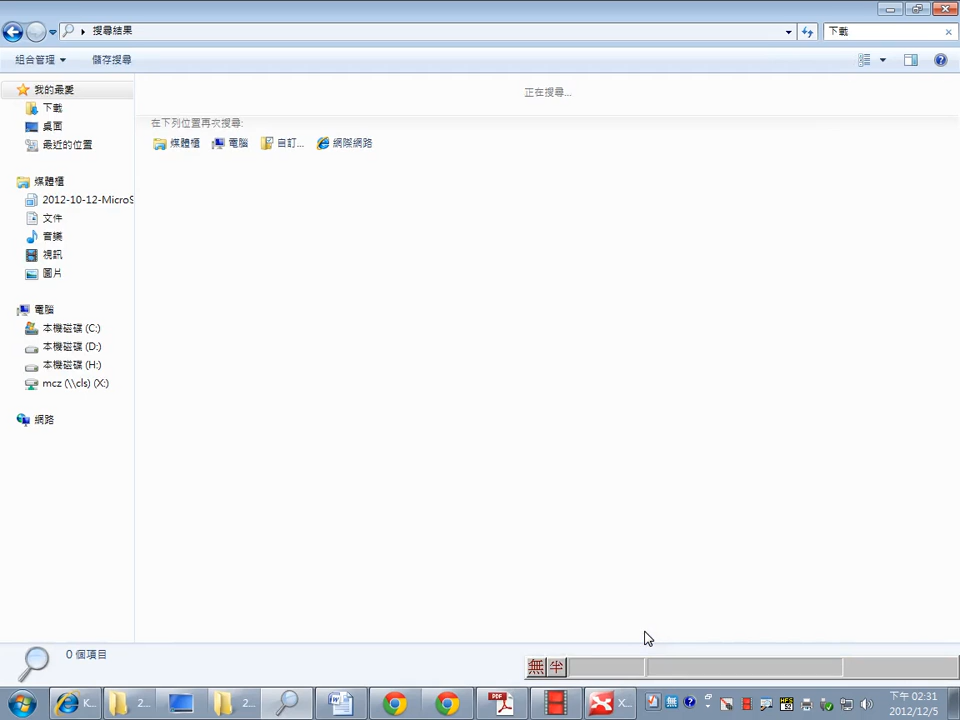 搜尋結果
下載
組合管理
儲存搜尋
正在搜尋...
在下列位置再次搜尋:
媒體櫃
電腦
自訂...
網際網路
我的最愛
下載
桌面
最近的位置
媒體櫃
2012-10-12-MicroS
文件
音樂
視訊
圖片
電腦
本機磁碟 (C:)
本機磁碟 (D:)
本機磁碟 (H:)
mcz (\\cls) (X:)
網路
0 個項目
無 半
K...
2...
2...
X...
無
下午 02:31
2012/12/5